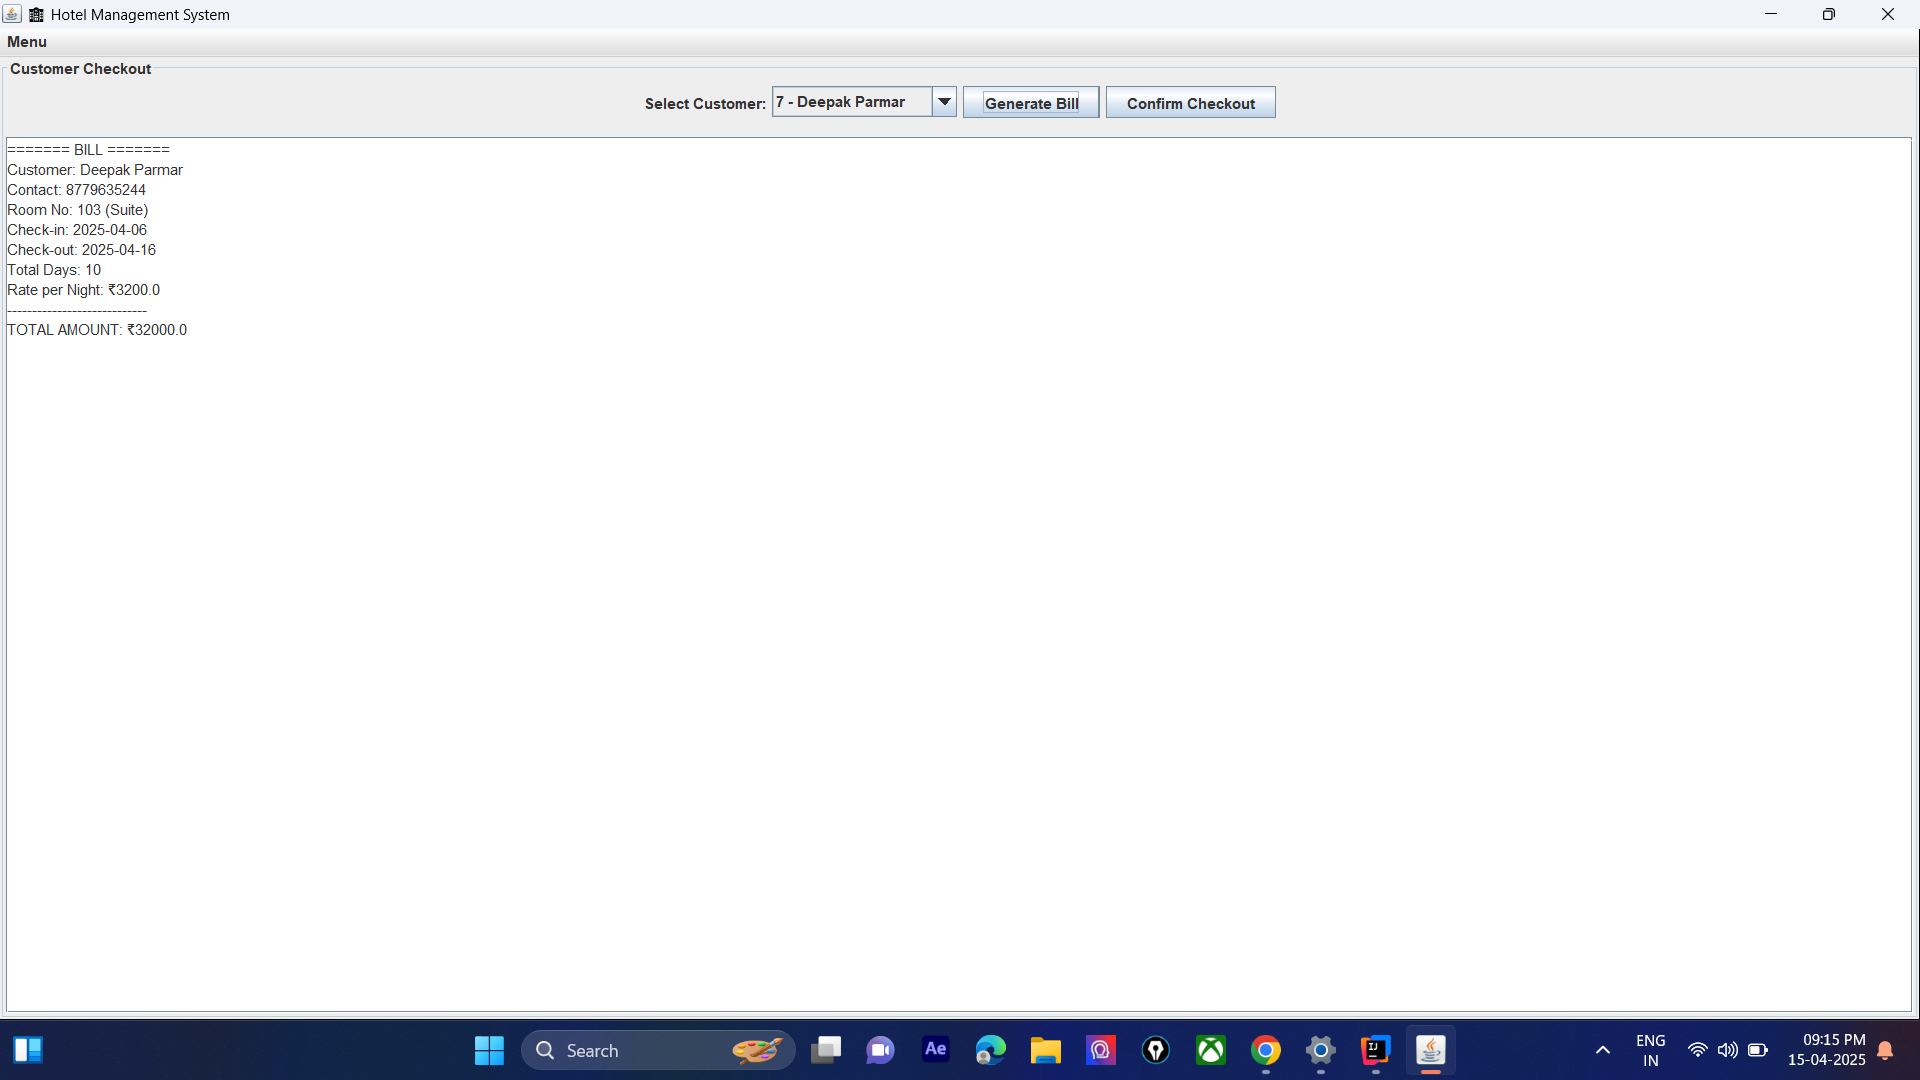 Hotel Management System
Menu
Customer Checkout
Select Customer: 7 - Deepak Parmar Generate Bill Confirm Checkout
======= BILL =======
Customer: Deepak Parmar
Contact: 8779635244
Room No: 103 (Suite)
Check-in: 2025-04-06
Check-out: 2025-04-16
Total Days: 10
Rate per Night: ₹3200.0
----------------------------
TOTAL AMOUNT: ₹32000.0
Search
Ae
IJ
ENG
IN
09:15 PM
15-04-2025